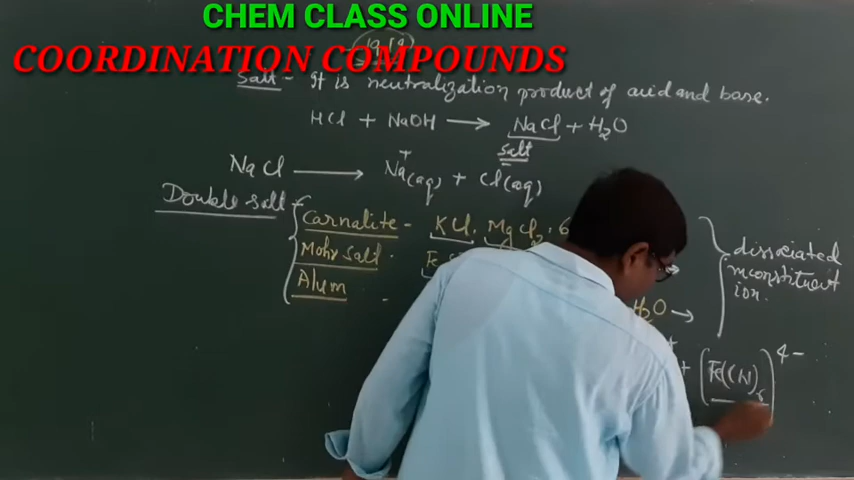 CHEM CLASS ONLINE
COORDINATION COMPOUNDS
Salt - It is neutralization product of acid and base.
HCl + NaOH ⟶ NaCl + H₂O
salt
NaCl ⟶ Na⁺(aq) + Cl⁻(aq)
Double salt - Carnalite - KCl. MgCl₂. 6
Mohr salt.
Alum -
H₂O →
dissociated
inconstituent
ion.
+ [Fe(CN)₆]⁴⁻